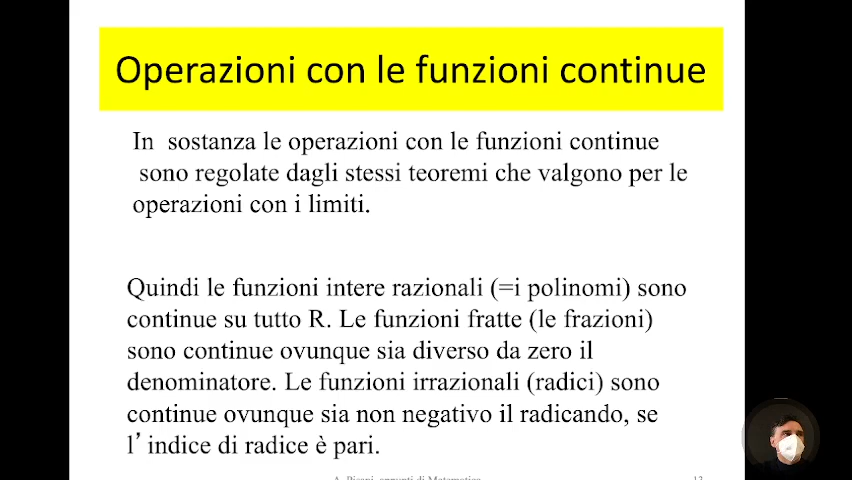 Operazioni con le funzioni continue
In sostanza le operazioni con le funzioni continue
sono regolate dagli stessi teoremi che valgono per le
operazioni con i limiti.
Quindi le funzioni intere razionali (=i polinomi) sono
continue su tutto R. Le funzioni fratte (le frazioni)
sono continue ovunque sia diverso da zero il
denominatore. Le funzioni irrazionali (radici) sono
continue ovunque sia non negativo il radicando, se
l’indice di radice è pari.